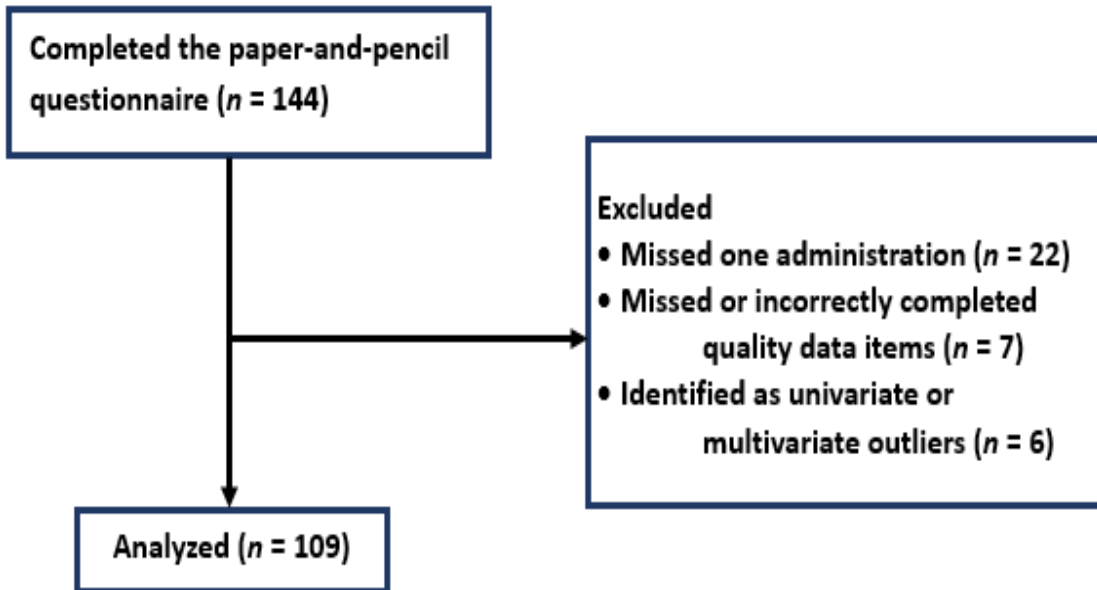 Completed the paper-and-pencil
questionnaire (n = 144)
Excluded
• Missed one administration (n = 22)
• Missed or incorrectly completed
quality data items (n = 7)
• Identified as univariate or
multivariate outliers (n = 6)
Analyzed (n = 109)